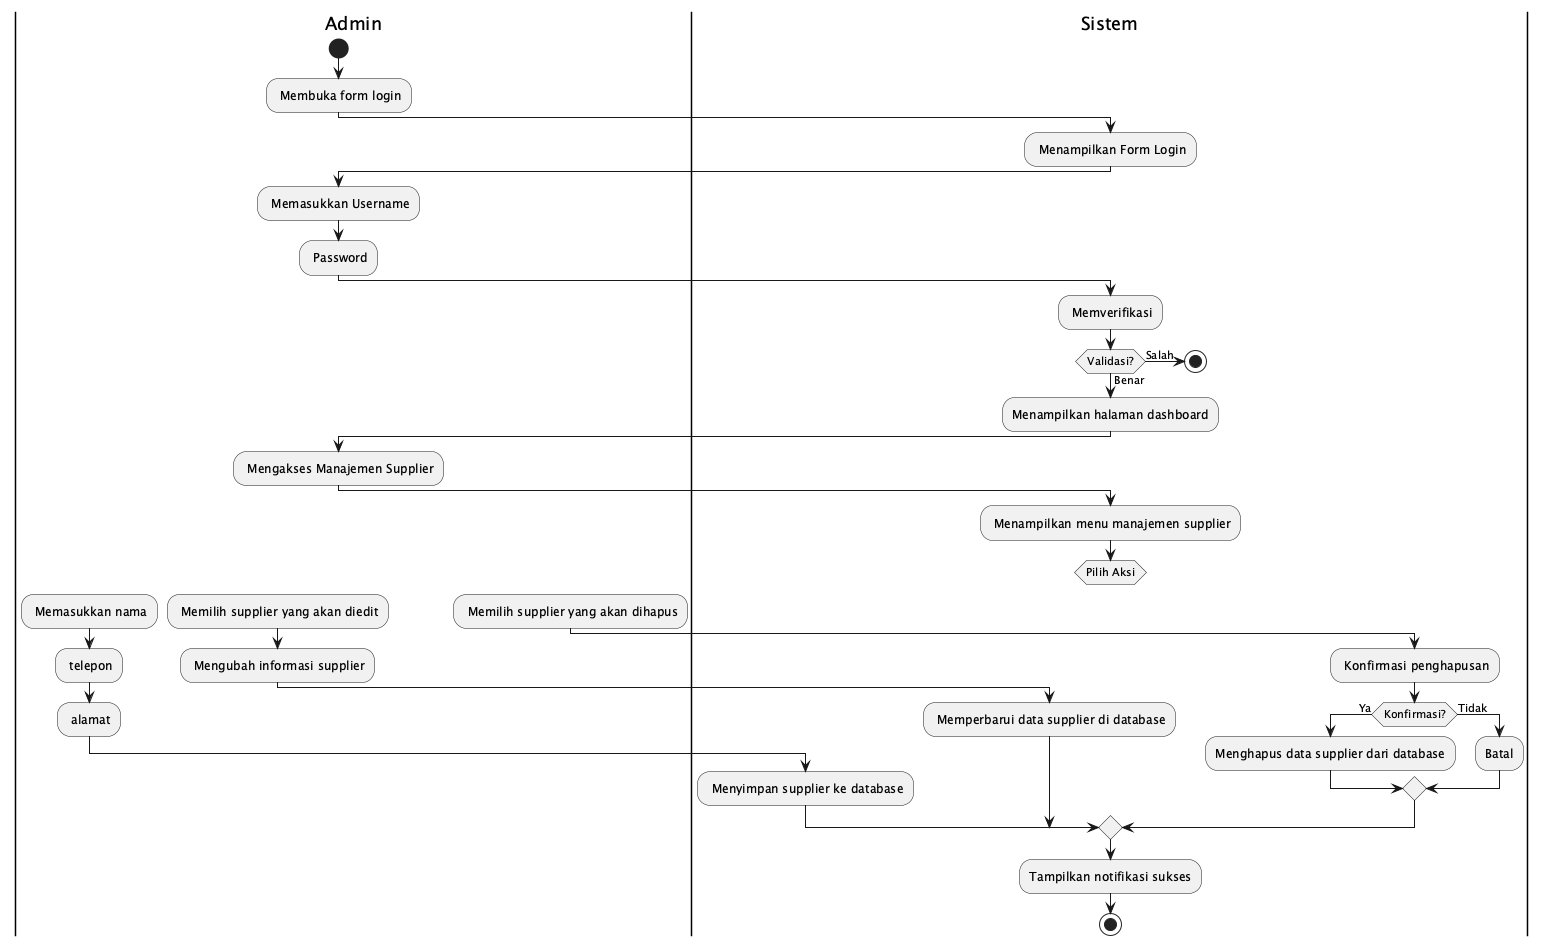 Admin
Sistem
Membuka form login
Menampilkan Form Login
Memasukkan Username
Password
Memverifikasi
Validasi?
Salah
Benar
Menampilkan halaman dashboard
Mengakses Manajemen Supplier
Menampilkan menu manajemen supplier
Pilih Aksi
Memasukkan nama
Memilih supplier yang akan diedit
Memilih supplier yang akan dihapus
telepon
Mengubah informasi supplier
Konfirmasi penghapusan
alamat
Memperbarui data supplier di database
Ya
Konfirmasi?
Tidak
Menghapus data supplier dari database
Batal
Menyimpan supplier ke database
Tampilkan notifikasi sukses